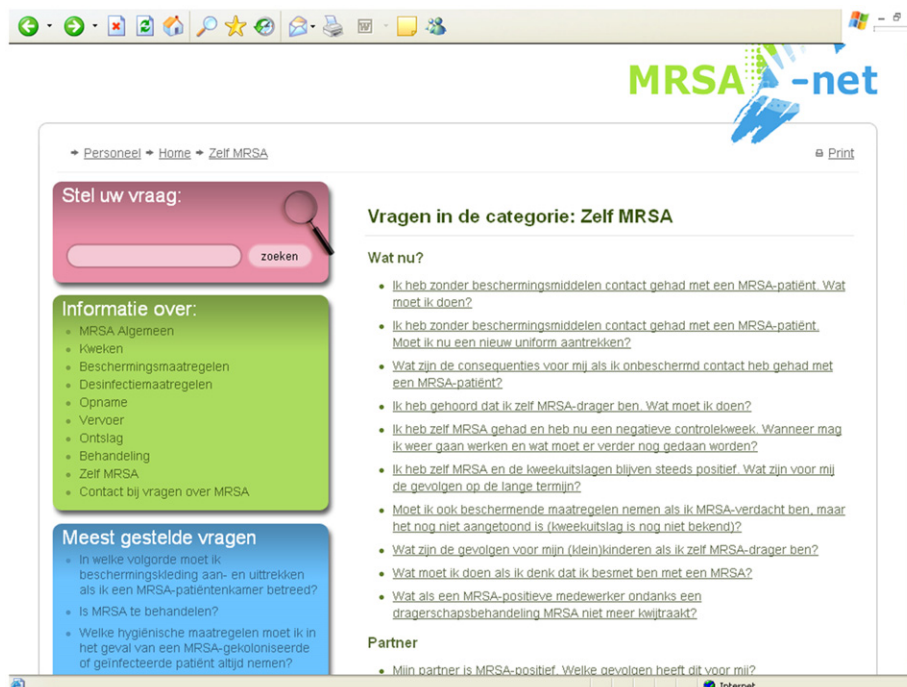 MRSA -net
Personeel Home Zelf MRSA
Print
Stel uw vraag:
zoeken
Informatie over:
MRSA Algemeen
Kweken
Beschermingsmaatregelen
Desinfectiemaatregelen
Opname
Vervoer
Ontslag
Behandeling
Zelf MRSA
Contact bij vragen over MRSA
Meest gestelde vragen
In welke volgorde moet ik
beschermingskleding aan- en uittrekken
als ik een MRSA-patiëntenkamer betreed?
Is MRSA te behandelen?
Welke hygiënische maatregelen moet ik in
het geval van een MRSA-gekoloniseerde
of geïnfecteerde patiënt altijd nemen?
Vragen in de categorie: Zelf MRSA
Wat nu?
Ik heb zonder beschermingsmiddelen contact gehad met een MRSA-patiënt. Wat
moet ik doen?
Ik heb zonder beschermingsmiddelen contact gehad met een MRSA-patiënt.
Moet ik nu een nieuw uniform aantrekken?
Wat zijn de consequenties voor mij als ik onbeschermd contact heb gehad met
een MRSA-patiënt?
Ik heb gehoord dat ik zelf MRSA-drager ben. Wat moet ik doen?
Ik heb zelf MRSA gehad en heb nu een negatieve controlekweek. Wanneer mag
ik weer gaan werken en wat moet er verder nog gedaan worden?
Ik heb zelf MRSA en de kweekuitslagen blijven steeds positief. Wat zijn voor mij
de gevolgen op de lange termijn?
Moet ik ook beschermende maatregelen nemen als ik MRSA-verdacht ben, maar
het nog niet aangetoond is (kweekuitslag is nog niet bekend)?
Wat zijn de gevolgen voor mijn (klein)kinderen als ik zelf MRSA-drager ben?
Wat moet ik doen als ik denk dat ik besmet ben met een MRSA?
Wat als een MRSA-positieve medewerker ondanks een
dragerschapsbehandeling MRSA niet meer kwijtraakt?
Partner
Mijn partner is MRSA-positief. Welke gevolgen heeft dit voor mij?
Internet